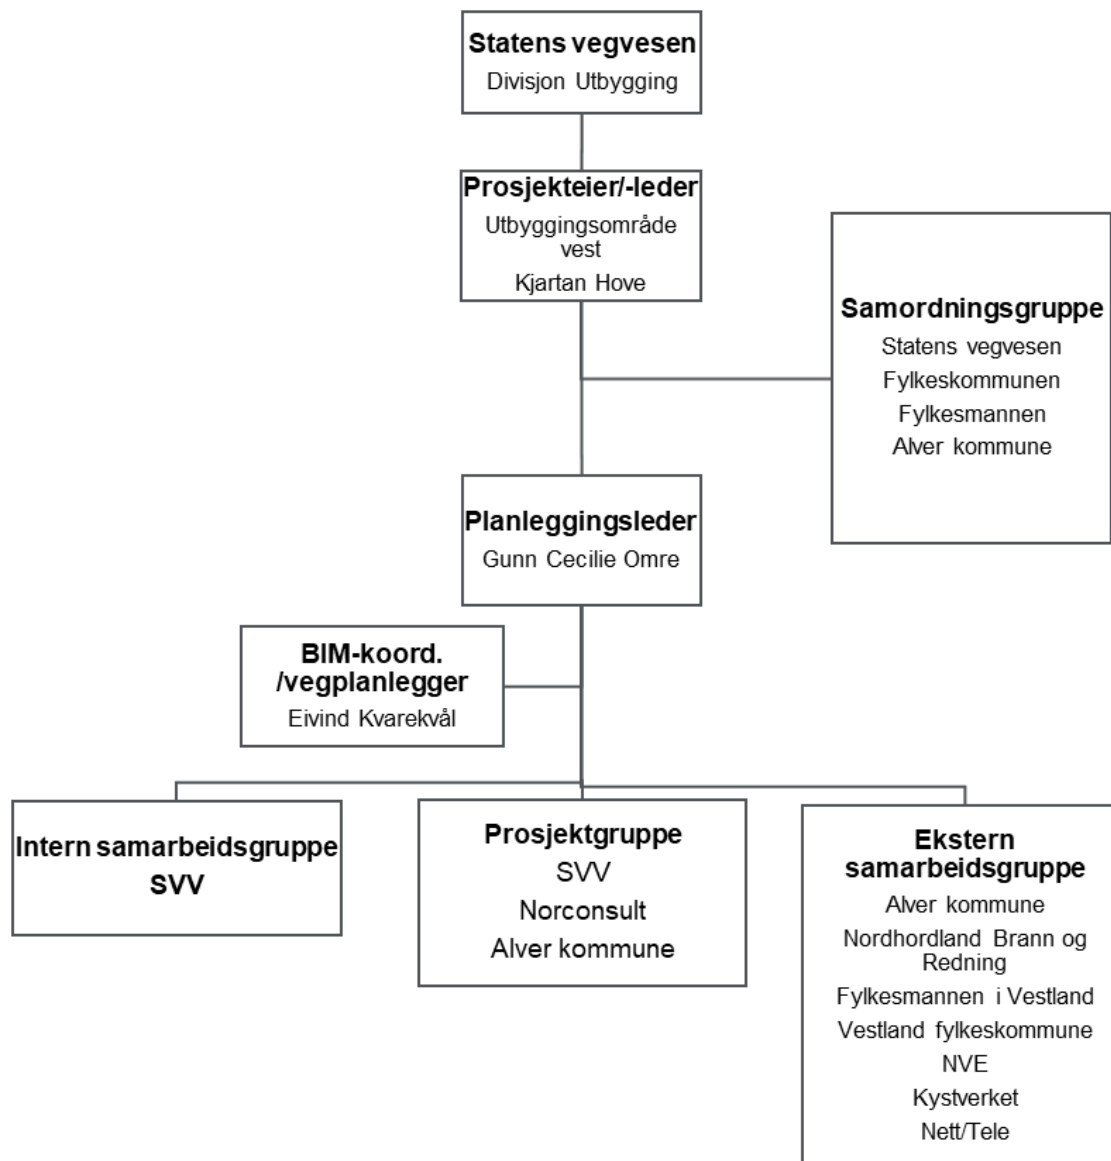 Statens vegvesen
Divisjon Utbygging
Prosjekteier/-leder
Utbyggingsområde
vest
Kjartan Hove
Samordningsgruppe
Statens vegvesen
Fylkeskommunen
Fylkesmannen
Alver kommune
Planleggingsleder
Gunn Cecilie Omre
BIM-koord.
/vegplanlegger
Eivind Kvarekvål
Intern samarbeidsgruppe
SVV
Prosjektgruppe
SVV
Norconsult
Alver kommune
Ekstern
samarbeidsgruppe
Alver kommune
Nordhordland Brann og
Redning
Fylkesmannen i Vestland
Vestland fylkeskommune
NVE
Kystverket
Nett/Tele